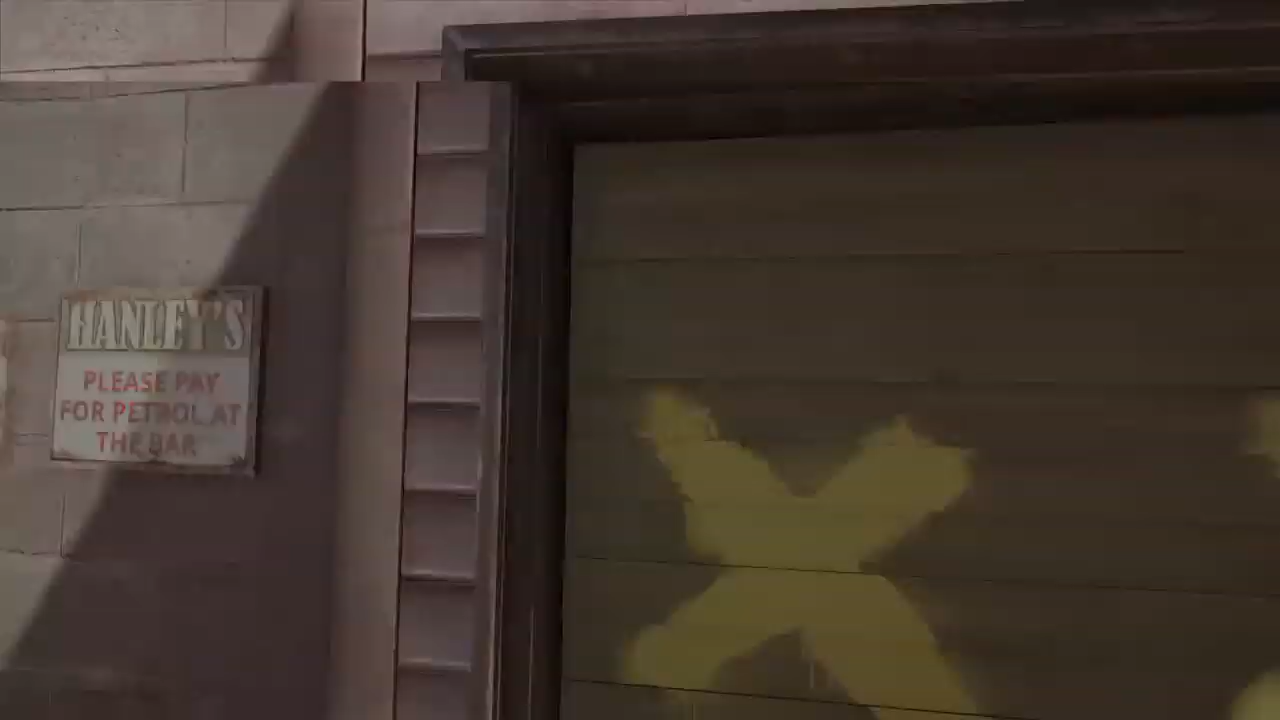 HANLEY'S
PLEASE PAY
FOR PETROL AT
THE BAR
X